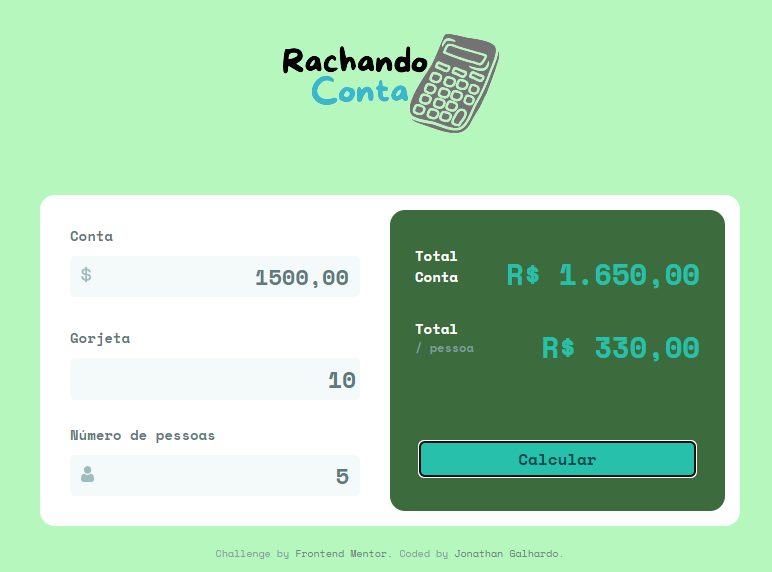 Rachando
Conta
Conta
$ 1500,00
Gorjeta
10
Número de pessoas
5
Total
Conta
R$ 1.650,00
Total
/ pessoa
R$ 330,00
Calcular
Challenge by Frontend Mentor. Coded by Jonathan Galhardo.